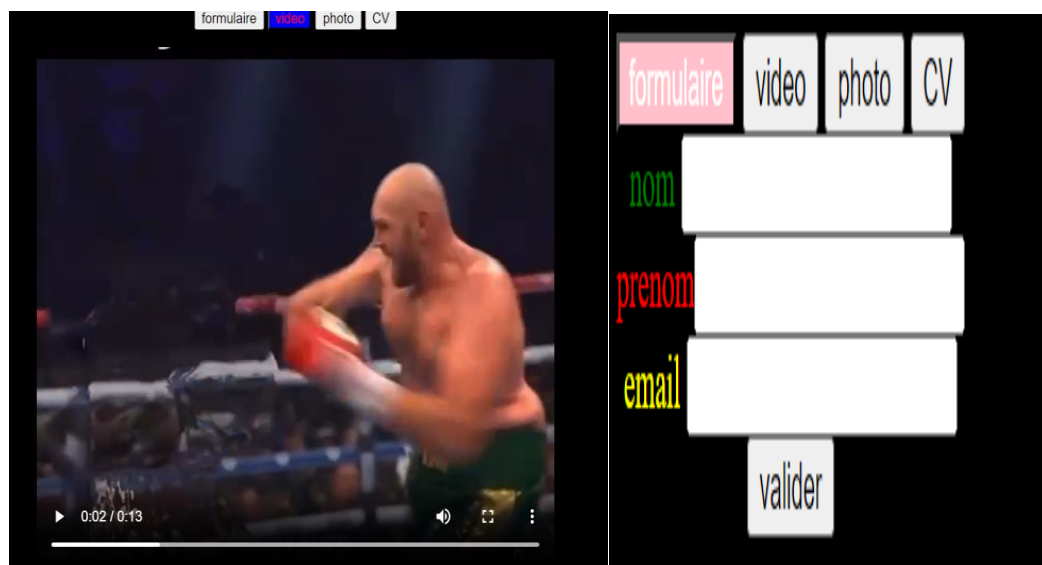 formulaire video photo CV
0:02 / 0:13
formulaire video photo CV
nom
prenom
email
valider